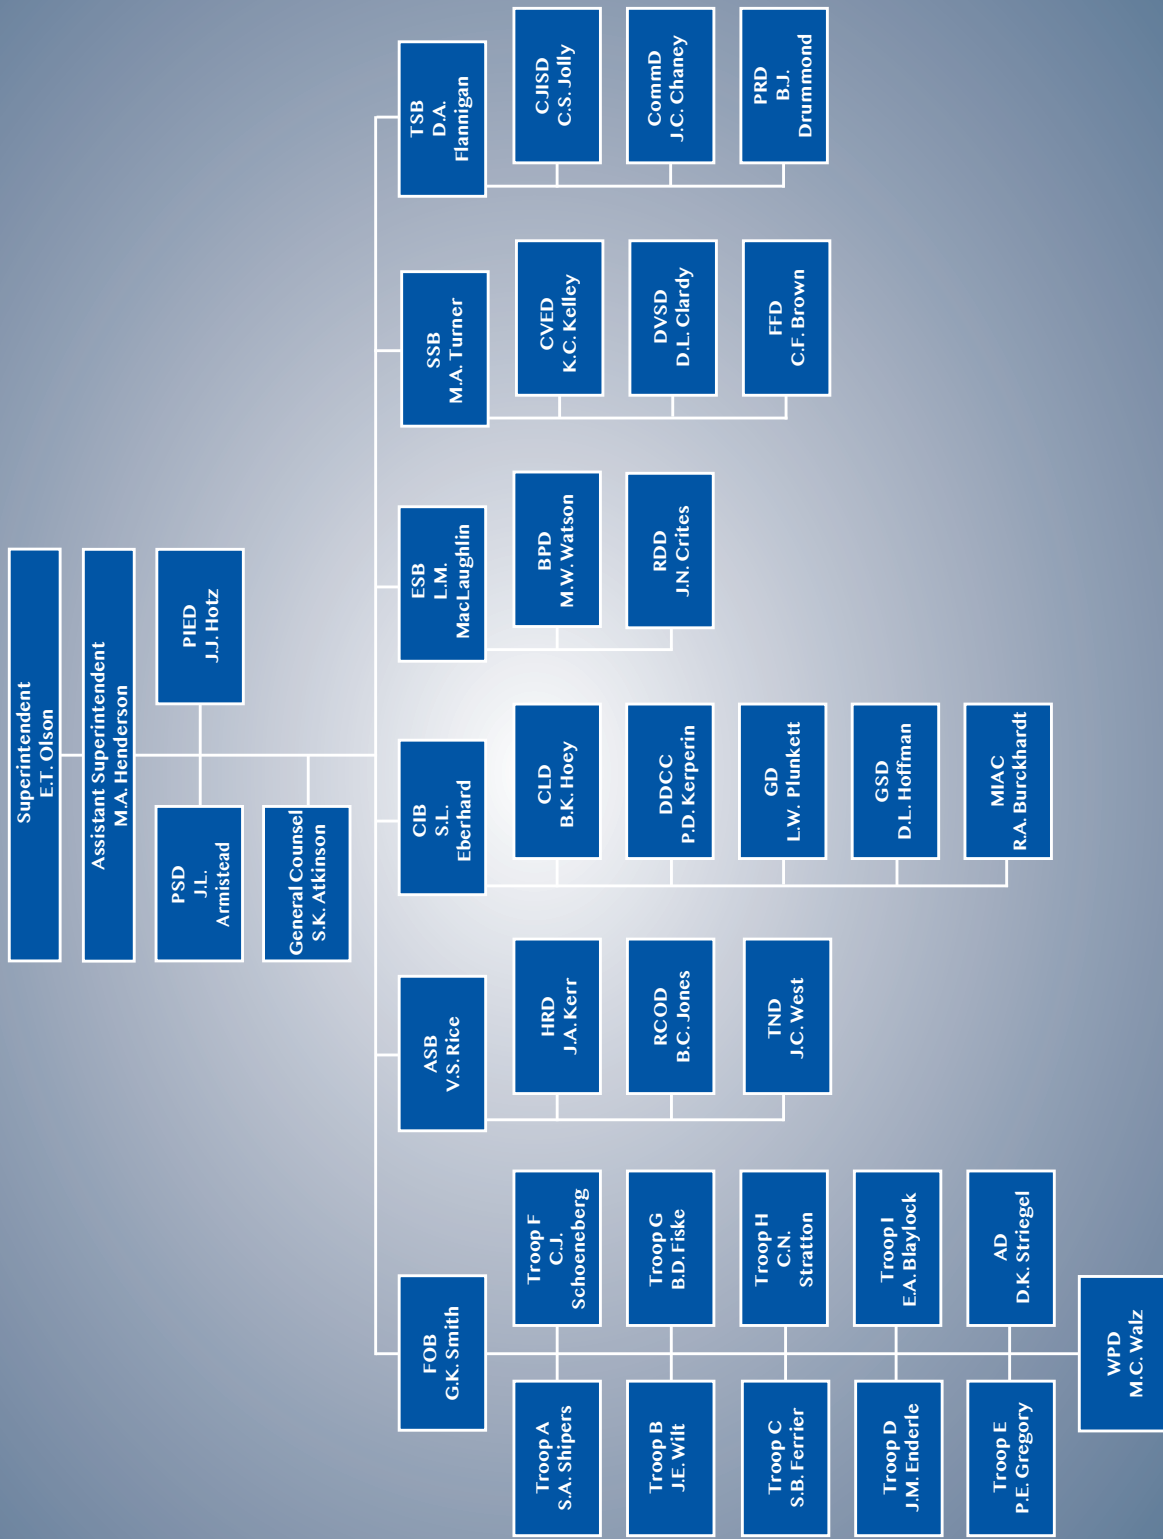 Superintendent
E.T. Olson
Assistant Superintendent
M.A. Henderson
PSD
J.L.
Armistead
PIED
J.J. Hotz
General Counsel
S.K. Atkinson
FOB
G.K. Smith
ASB
V.S. Rice
CIB
S.L.
Eberhard
ESB
L.M.
MacLaughlin
SSB
M.A. Turner
TSB
D.A.
Flannigan
Troop A
S.A. Shipers
Troop F
C.J.
Schoeneberg
Troop B
J.E. Wilt
Troop G
B.D. Fiske
Troop C
S.B. Ferrier
Troop H
C.N.
Stratton
Troop D
J.M. Enderle
Troop I
E.A. Blaylock
Troop E
P.E. Gregory
AD
D.K. Striegel
WPD
M.C. Walz
HRD
J.A. Kerr
RCOD
B.C. Jones
TND
J.C. West
CLD
B.K. Hoey
DDCC
P.D. Kerperin
GD
L.W. Plunkett
GSD
D.L. Hoffman
MIAC
R.A. Burckhardt
BPD
M.W. Watson
RDD
J.N. Crites
CVED
K.C. Kelley
DVSD
D.L. Clardy
FFD
C.F. Brown
CJISD
C.S. Jolly
CommD
J.C. Chaney
PRD
B.J.
Drummond